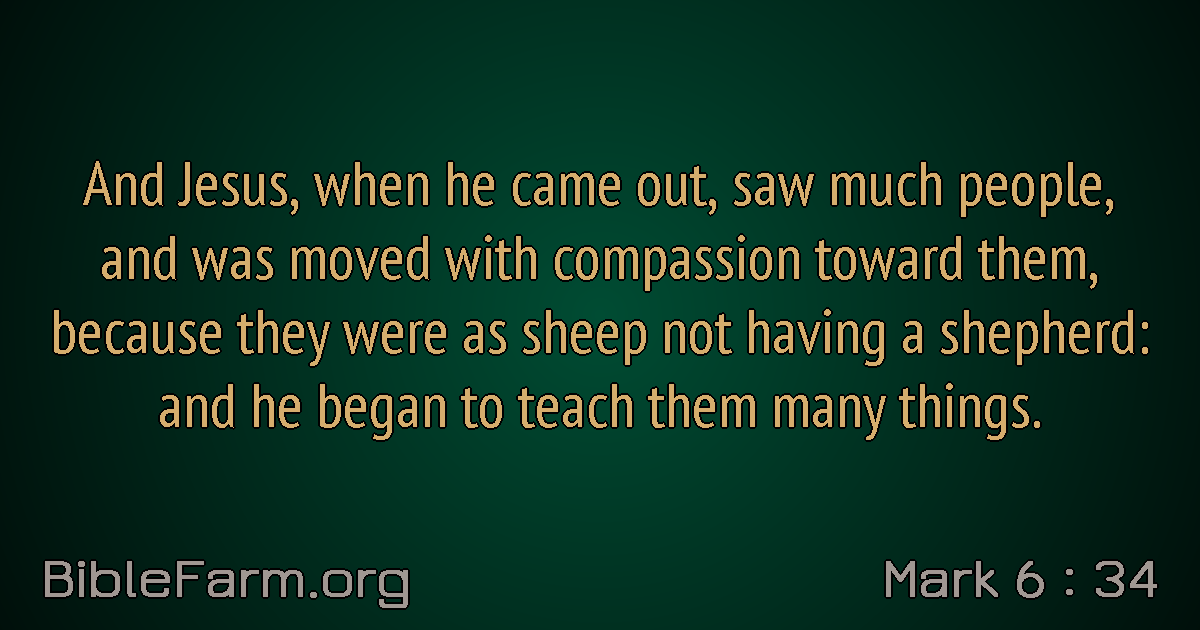 And Jesus, when he came out, saw much people,
and was moved with compassion toward them,
because they were as sheep not having a shepherd:
and he began to teach them many things.
BibleFarm.org
Mark 6 : 34